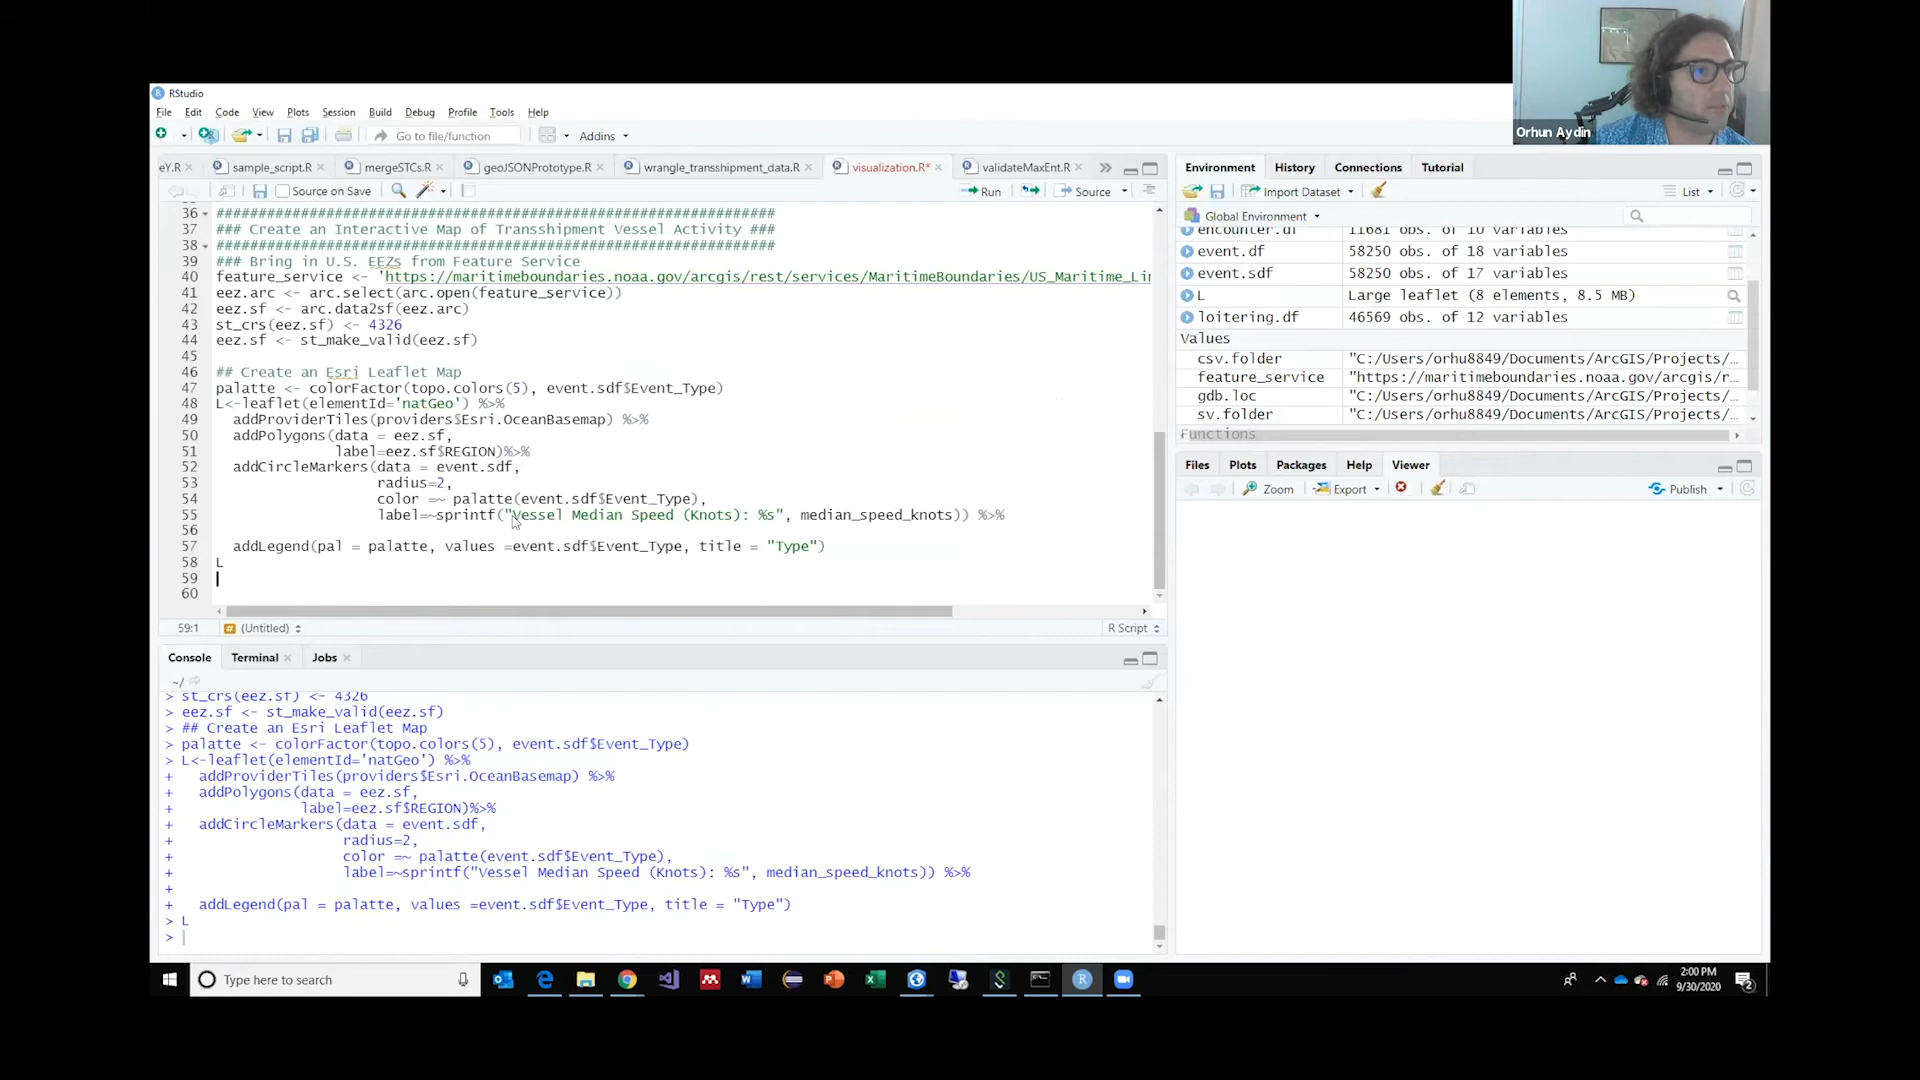 Orhun Aydin
RStudio
File Edit Code View Plots Session Build Debug Profile Tools Help
Go to file/function Addins
eY.R sample_script.R mergeSTCs.R geoJSONPrototype.R wrangle_transshipment_data.R visualization.R* validateMaxEnt.R
Source on Save Run Source
36 ##################################################################
37 ### Create an Interactive Map of Transshipment Vessel Activity ###
38 ##################################################################
39 ### Bring in U.S. EEZs from Feature Service
40 feature_service <- 'https://maritimeboundaries.noaa.gov/arcgis/rest/services/MaritimeBoundaries/US_Maritime_Li
41 eez.arc <- arc.select(arc.open(feature_service))
42 eez.sf <- arc.data2sf(eez.arc)
43 st_crs(eez.sf) <- 4326
44 eez.sf <- st_make_valid(eez.sf)
45
46 ## Create an Esri Leaflet Map
47 palatte <- colorFactor(topo.colors(5), event.sdf$Event_Type)
48 L<-leaflet(elementId='natGeo') %>%
49 addProviderTiles(providers$Esri.OceanBasemap) %>%
50 addPolygons(data = eez.sf,
51 label=eez.sf$REGION)%>%
52 addCircleMarkers(data = event.sdf,
53 radius=2,
54 color =~ palatte(event.sdf$Event_Type),
55 label=~sprintf("Vessel Median Speed (Knots): %s", median_speed_knots)) %>%
56
57 addLegend(pal = palatte, values =event.sdf$Event_Type, title = "Type")
58 L
59
60
59:1 (Untitled) R Script
Console Terminal Jobs
~/
> st_crs(eez.sf) <- 4326
> eez.sf <- st_make_valid(eez.sf)
> ## Create an Esri Leaflet Map
> palatte <- colorFactor(topo.colors(5), event.sdf$Event_Type)
> L<-leaflet(elementId='natGeo') %>%
+ addProviderTiles(providers$Esri.OceanBasemap) %>%
+ addPolygons(data = eez.sf,
+ label=eez.sf$REGION)%>%
+ addCircleMarkers(data = event.sdf,
+ radius=2,
+ color =~ palatte(event.sdf$Event_Type),
+ label=~sprintf("Vessel Median Speed (Knots): %s", median_speed_knots)) %>%
+
+ addLegend(pal = palatte, values =event.sdf$Event_Type, title = "Type")
> L
>
Environment History Connections Tutorial
Import Dataset List
Global Environment
encounter.df 11681 obs. of 10 variables
event.df 58250 obs. of 18 variables
event.sdf 58250 obs. of 17 variables
L Large leaflet (8 elements, 8.5 MB)
loitering.df 46569 obs. of 12 variables
Values
csv.folder "C:/Users/orhu8849/Documents/ArcGIS/Projects/…
feature_service "https://maritimeboundaries.noaa.gov/arcgis/r…
gdb.loc "C:/Users/orhu8849/Documents/ArcGIS/Projects/…
sv.folder "C:/Users/orhu8849/Documents/ArcGIS/Projects/…
Functions
Files Plots Packages Help Viewer
Zoom Export Publish
Type here to search
2:00 PM
9/30/2020
2